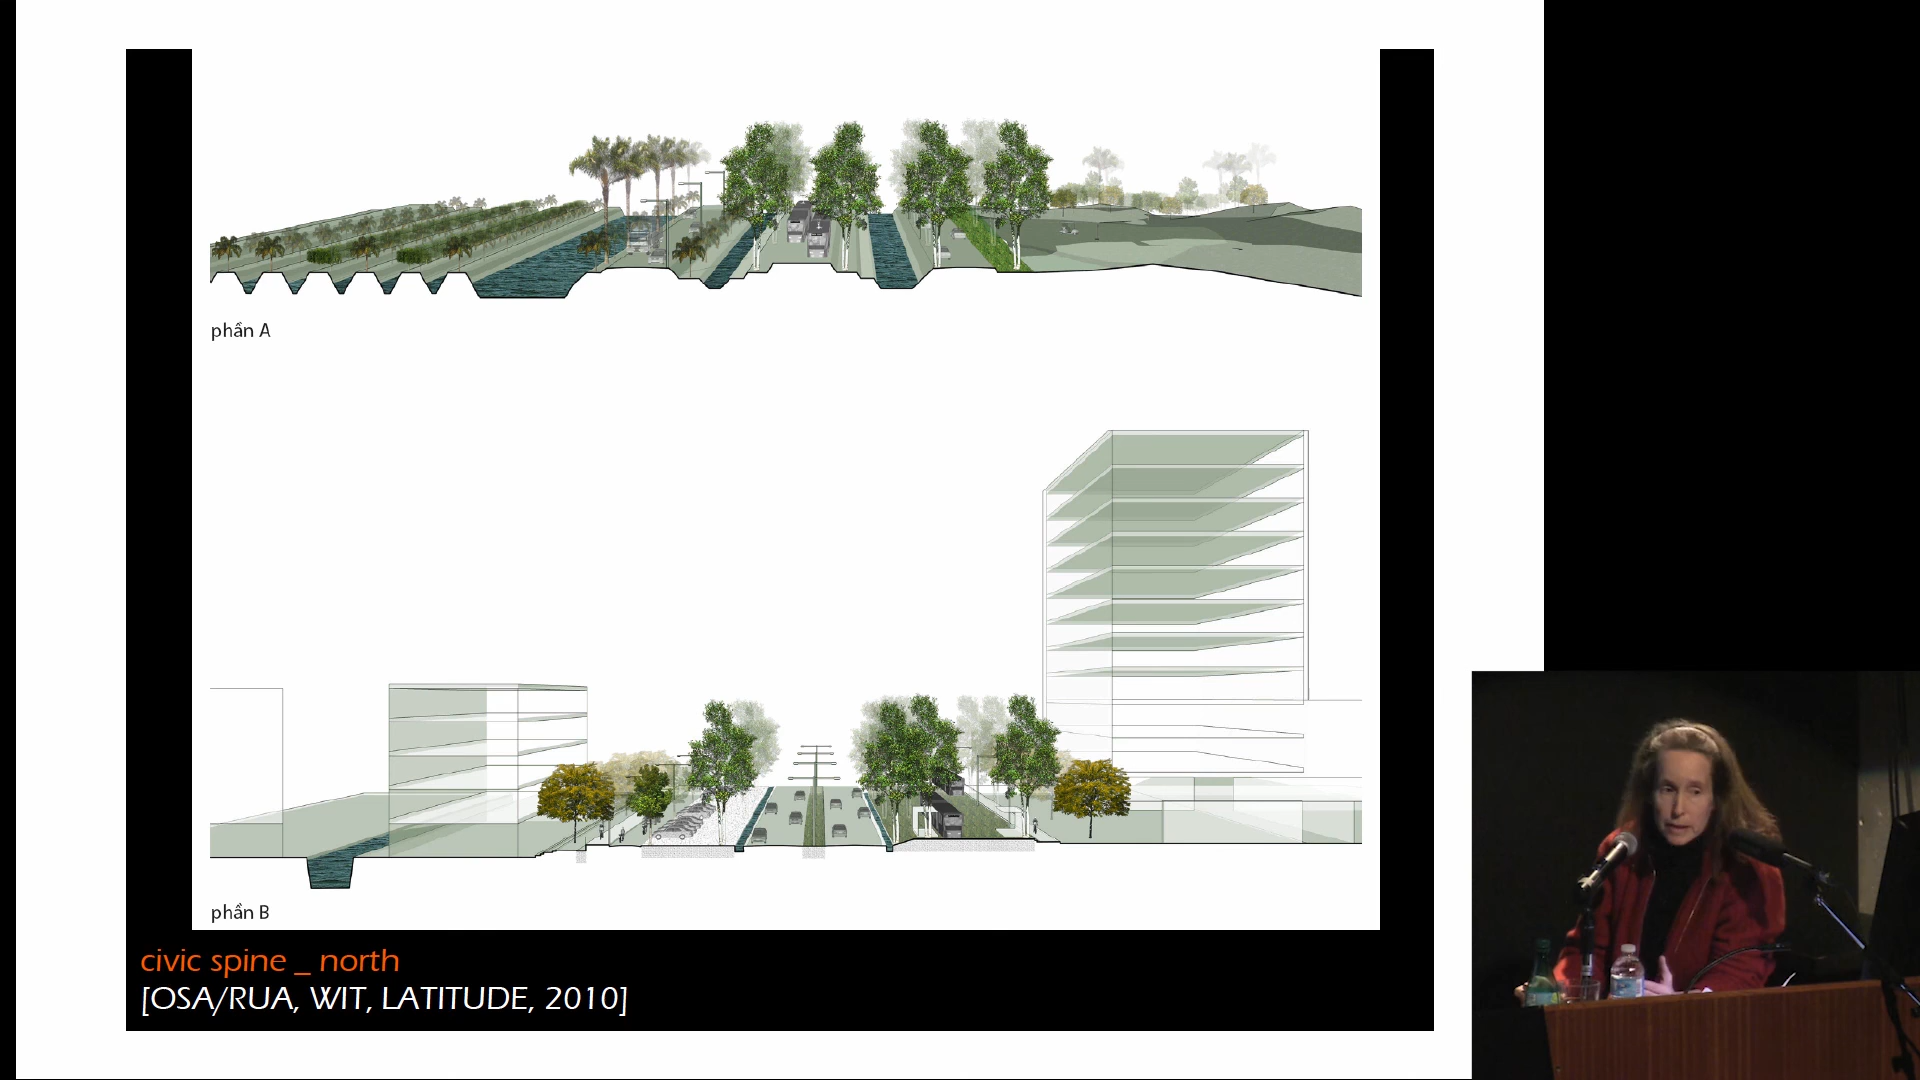 phần A
phần B
civic spine _ north
[OSA/RUA, WIT, LATITUDE, 2010]